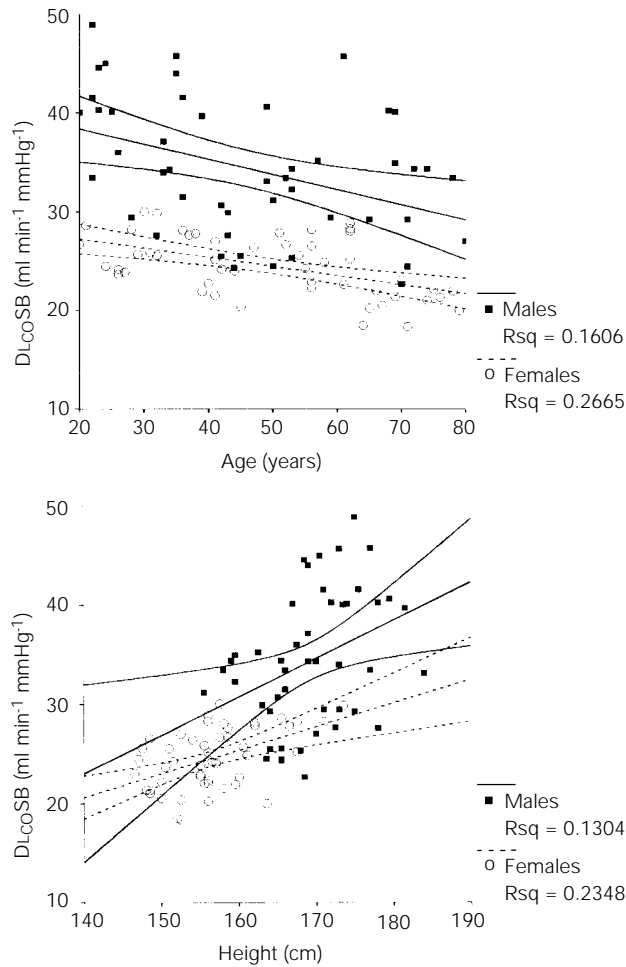 50
40
30
20
10
DLCOSB (ml min-1 mmHg-1)
20 30 40 50 60 70 80
Age (years)
Males
Rsq = 0.1606
Females
Rsq = 0.2665
50
40
30
20
10
DLCOSB (ml min-1 mmHg-1)
140 150 160 170 180 190
Height (cm)
Males
Rsq = 0.1304
Females
Rsq = 0.2348